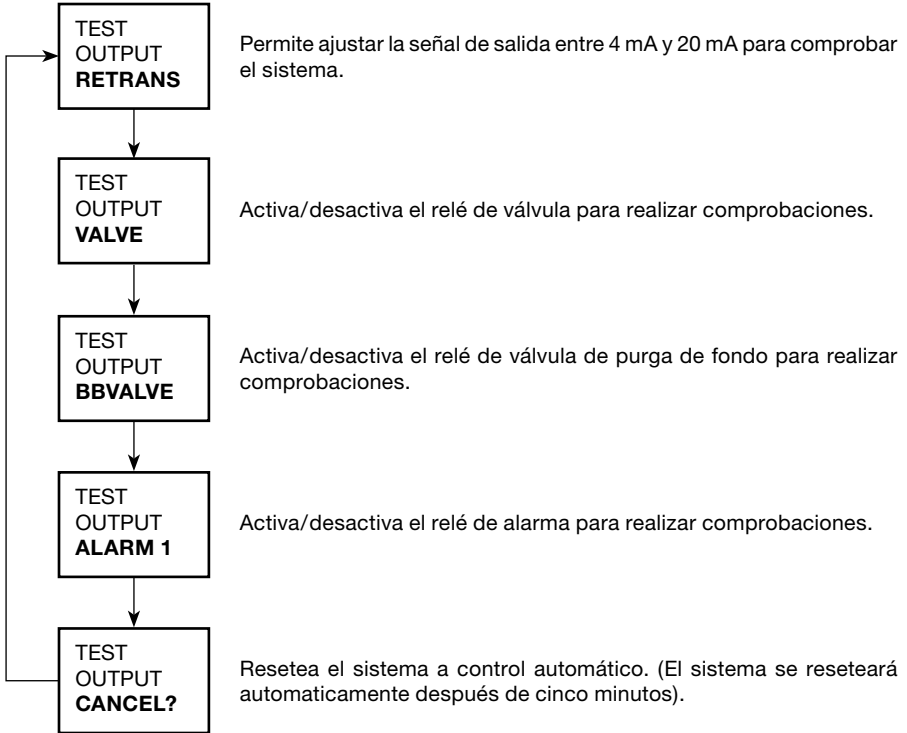 TEST
OUTPUT
RETRANS
Permite ajustar la señal de salida entre 4 mA y 20 mA para comprobar
el sistema.
TEST
OUTPUT
VALVE
Activa/desactiva el relé de válvula para realizar comprobaciones.
TEST
OUTPUT
BBVALVE
Activa/desactiva el relé de válvula de purga de fondo para realizar
comprobaciones.
TEST
OUTPUT
ALARM 1
Activa/desactiva el relé de alarma para realizar comprobaciones.
TEST
OUTPUT
CANCEL?
Resetea el sistema a control automático. (El sistema se reseteará
automaticamente después de cinco minutos).